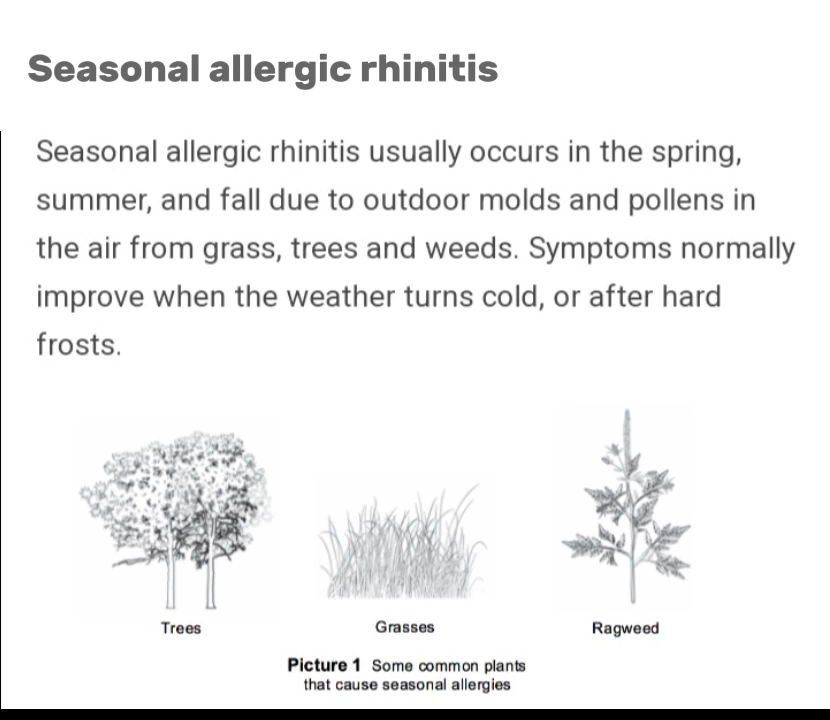 Seasonal allergic rhinitis
Seasonal allergic rhinitis usually occurs in the spring,
summer, and fall due to outdoor molds and pollens in
the air from grass, trees and weeds. Symptoms normally
improve when the weather turns cold, or after hard
frosts.
Trees
Grasses
Ragweed
Picture 1 Some common plants
that cause seasonal allergies